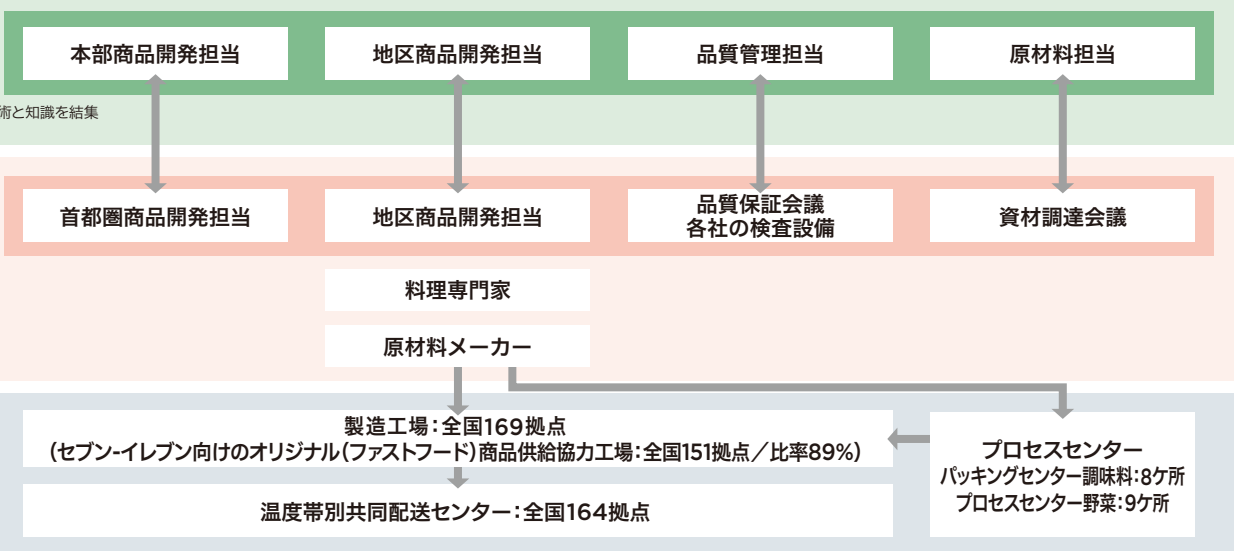 本部商品開発担当
地区商品開発担当
品質管理担当
原材料担当
術と知識を結集
首都圏商品開発担当
地区商品開発担当
品質保証会議
各社の検査設備
資材調達会議
料理専門家
原材料メーカー
製造工場：全国169拠点
（セブン-イレブン向けのオリジナル（ファストフード）商品供給協力工場：全国151拠点／比率89%）
プロセスセンター
パッキングセンター調味料：8ケ所
プロセスセンター野菜：9ケ所
温度帯別共同配送センター：全国164拠点